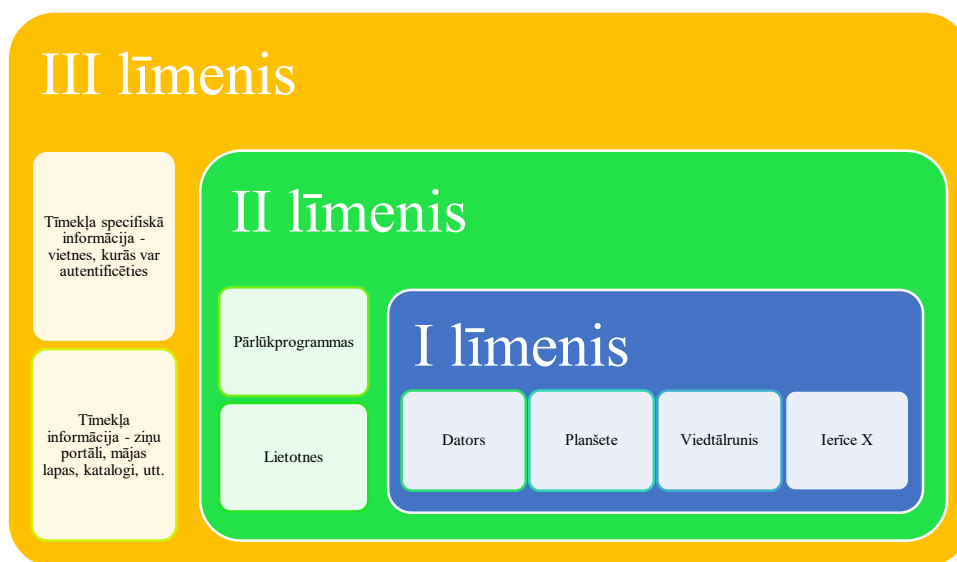 III līmenis
Tīmekļa specifiskā
informācija -
vietnes, kurās var
autentificēties
Tīmekļa
informācija - ziņu
portāli, mājas
lapas, katalogi, utt.
II līmenis
Pārlūkprogrammas
Lietotnes
I līmenis
Dators
Planšete
Viedtālrunis
Ierīce X